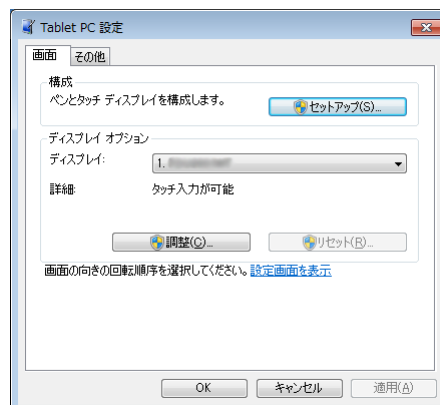 Tablet PC 設定
画面
その他
構成
ペンとタッチ ディスプレイを構成します。
セットアップ(S)...
ディスプレイ オプション
ディスプレイ:
1.
詳細:
タッチ入力が可能
調整(C)...
リセット(R)...
画面の向きの回転順序を選択してください。設定画面を表示
OK
キャンセル
適用(A)